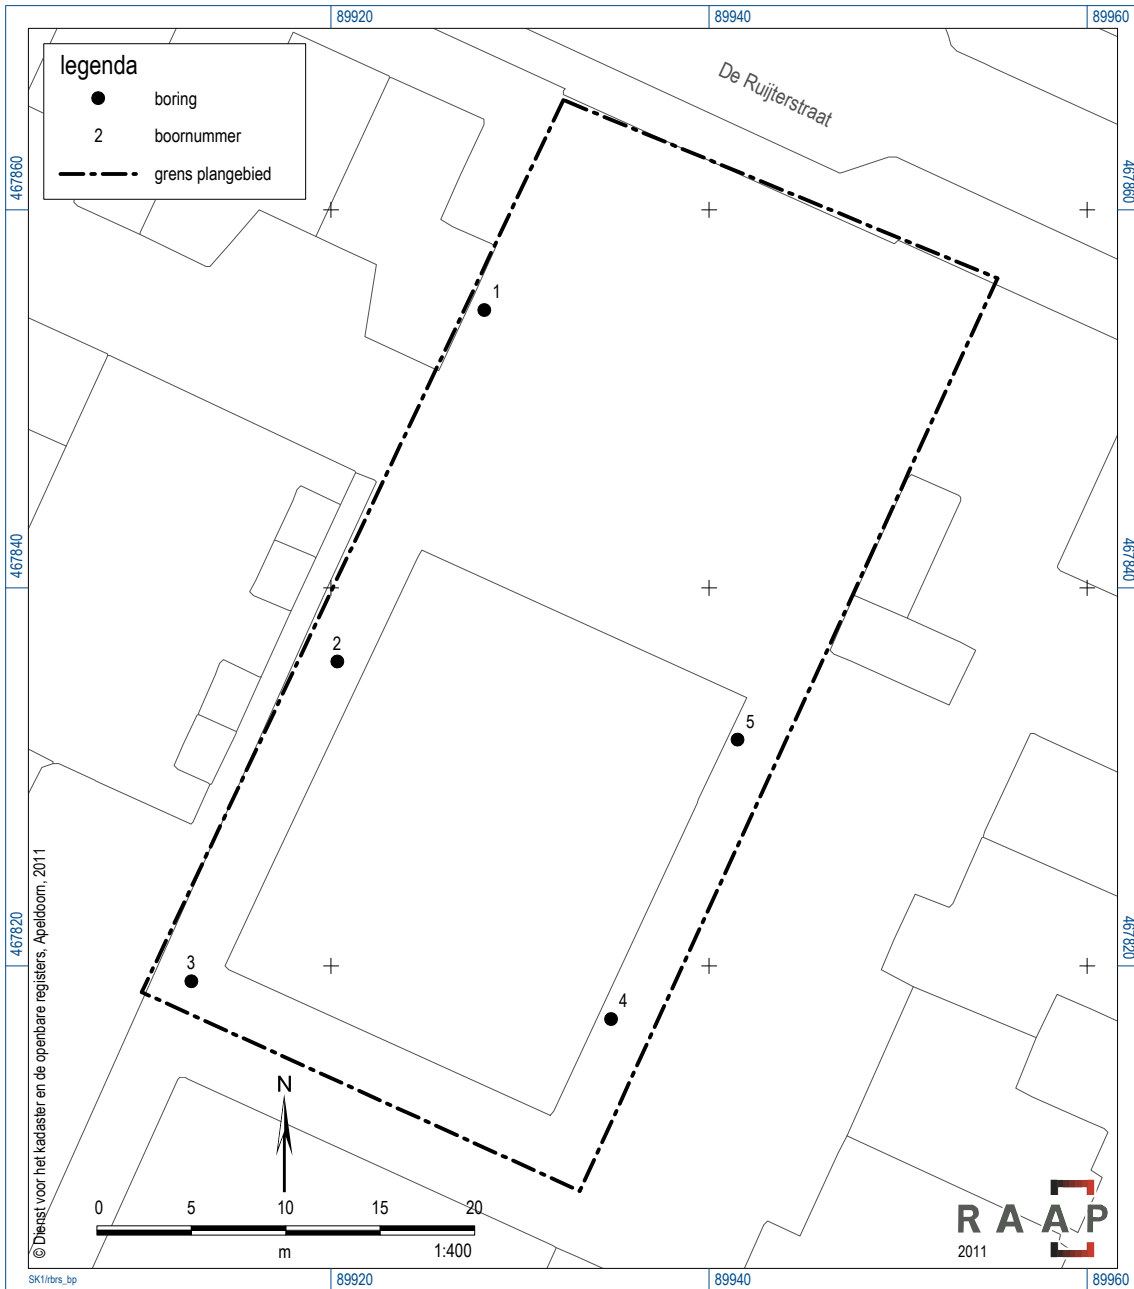 89920
89940
89960
legenda
boring
2
boornummer
grens plangebied
De Ruijterstraat
467860
467860
1
467840
467840
2
5
467820
467820
3
4
N
0 5 10 15 20
m
1:400
RAAP
2011
© Dienst voor het kadaster en de openbare registers, Apeldoorn, 2011
SK1/rbrs_bp
89920
89940
89960